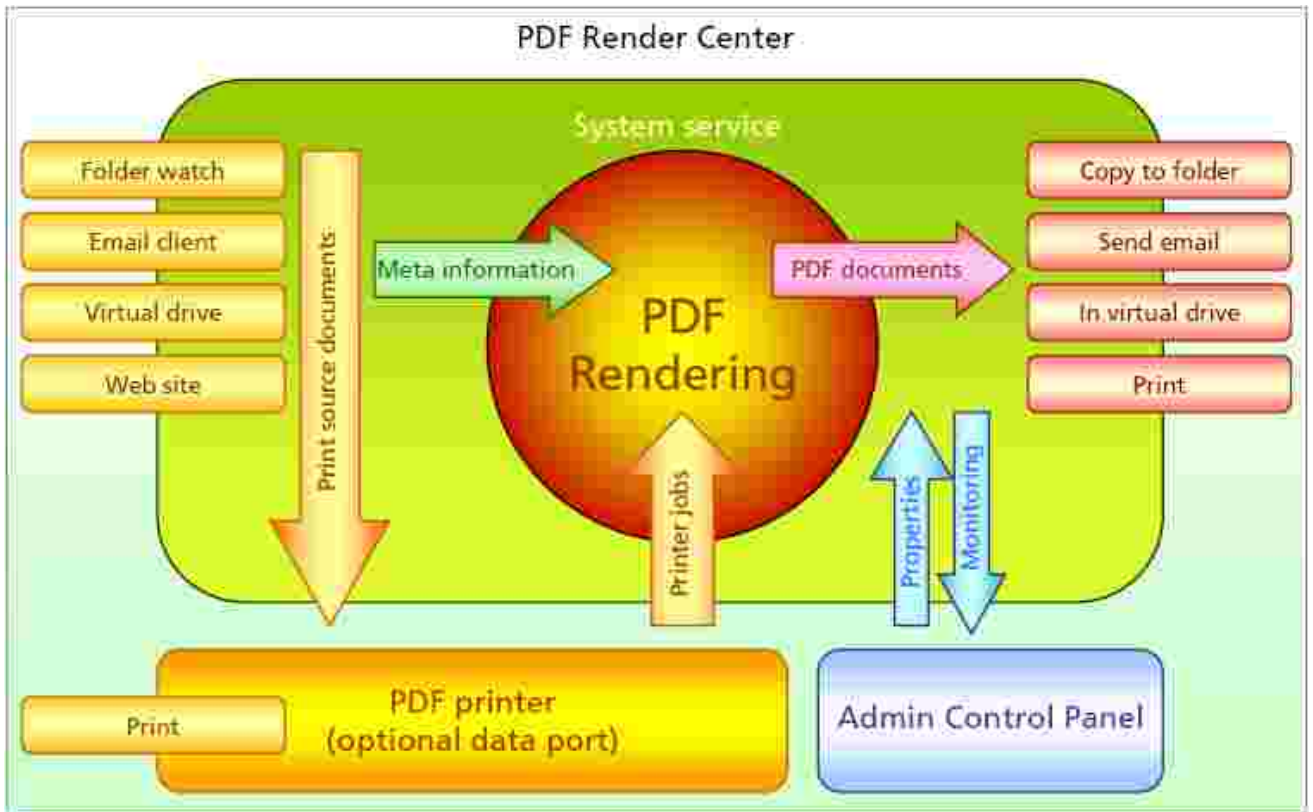 PDF Render Center
System service
Folder watch
Email client
Virtual drive
Web site
Print source documents
Meta information
PDF
Rendering
PDF documents
Copy to folder
Send email
In virtual drive
Print
Printer jobs
Properties
Monitoring
Print
PDF printer
(optional data port)
Admin Control Panel